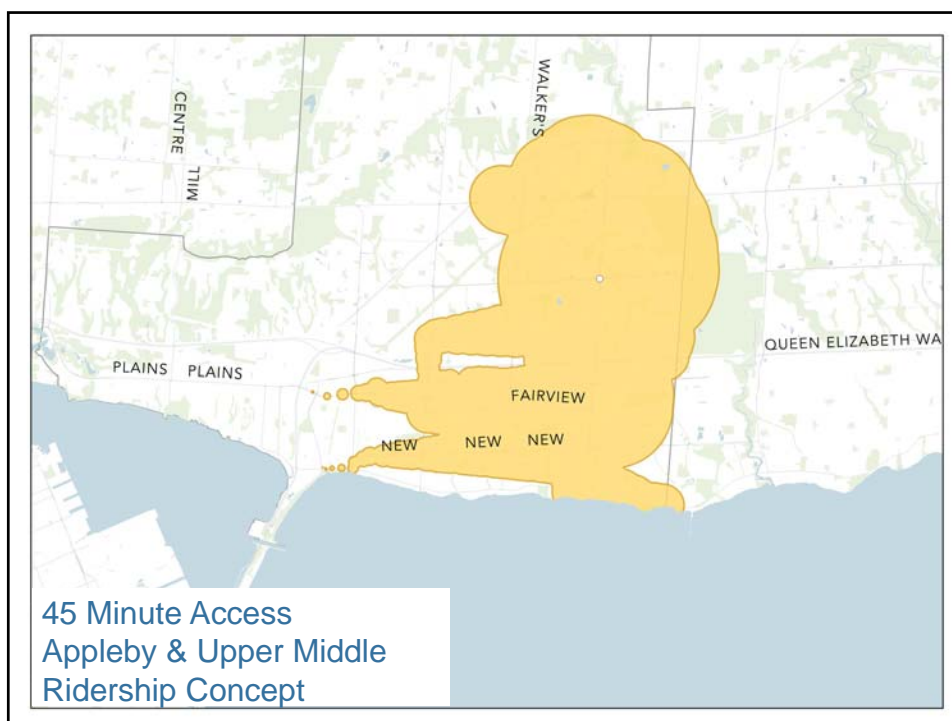 WALKER'S
CENTRE
MILL
QUEEN ELIZABETH WA
PLAINS PLAINS
FAIRVIEW
NEW NEW NEW
45 Minute Access
Appleby & Upper Middle
Ridership Concept